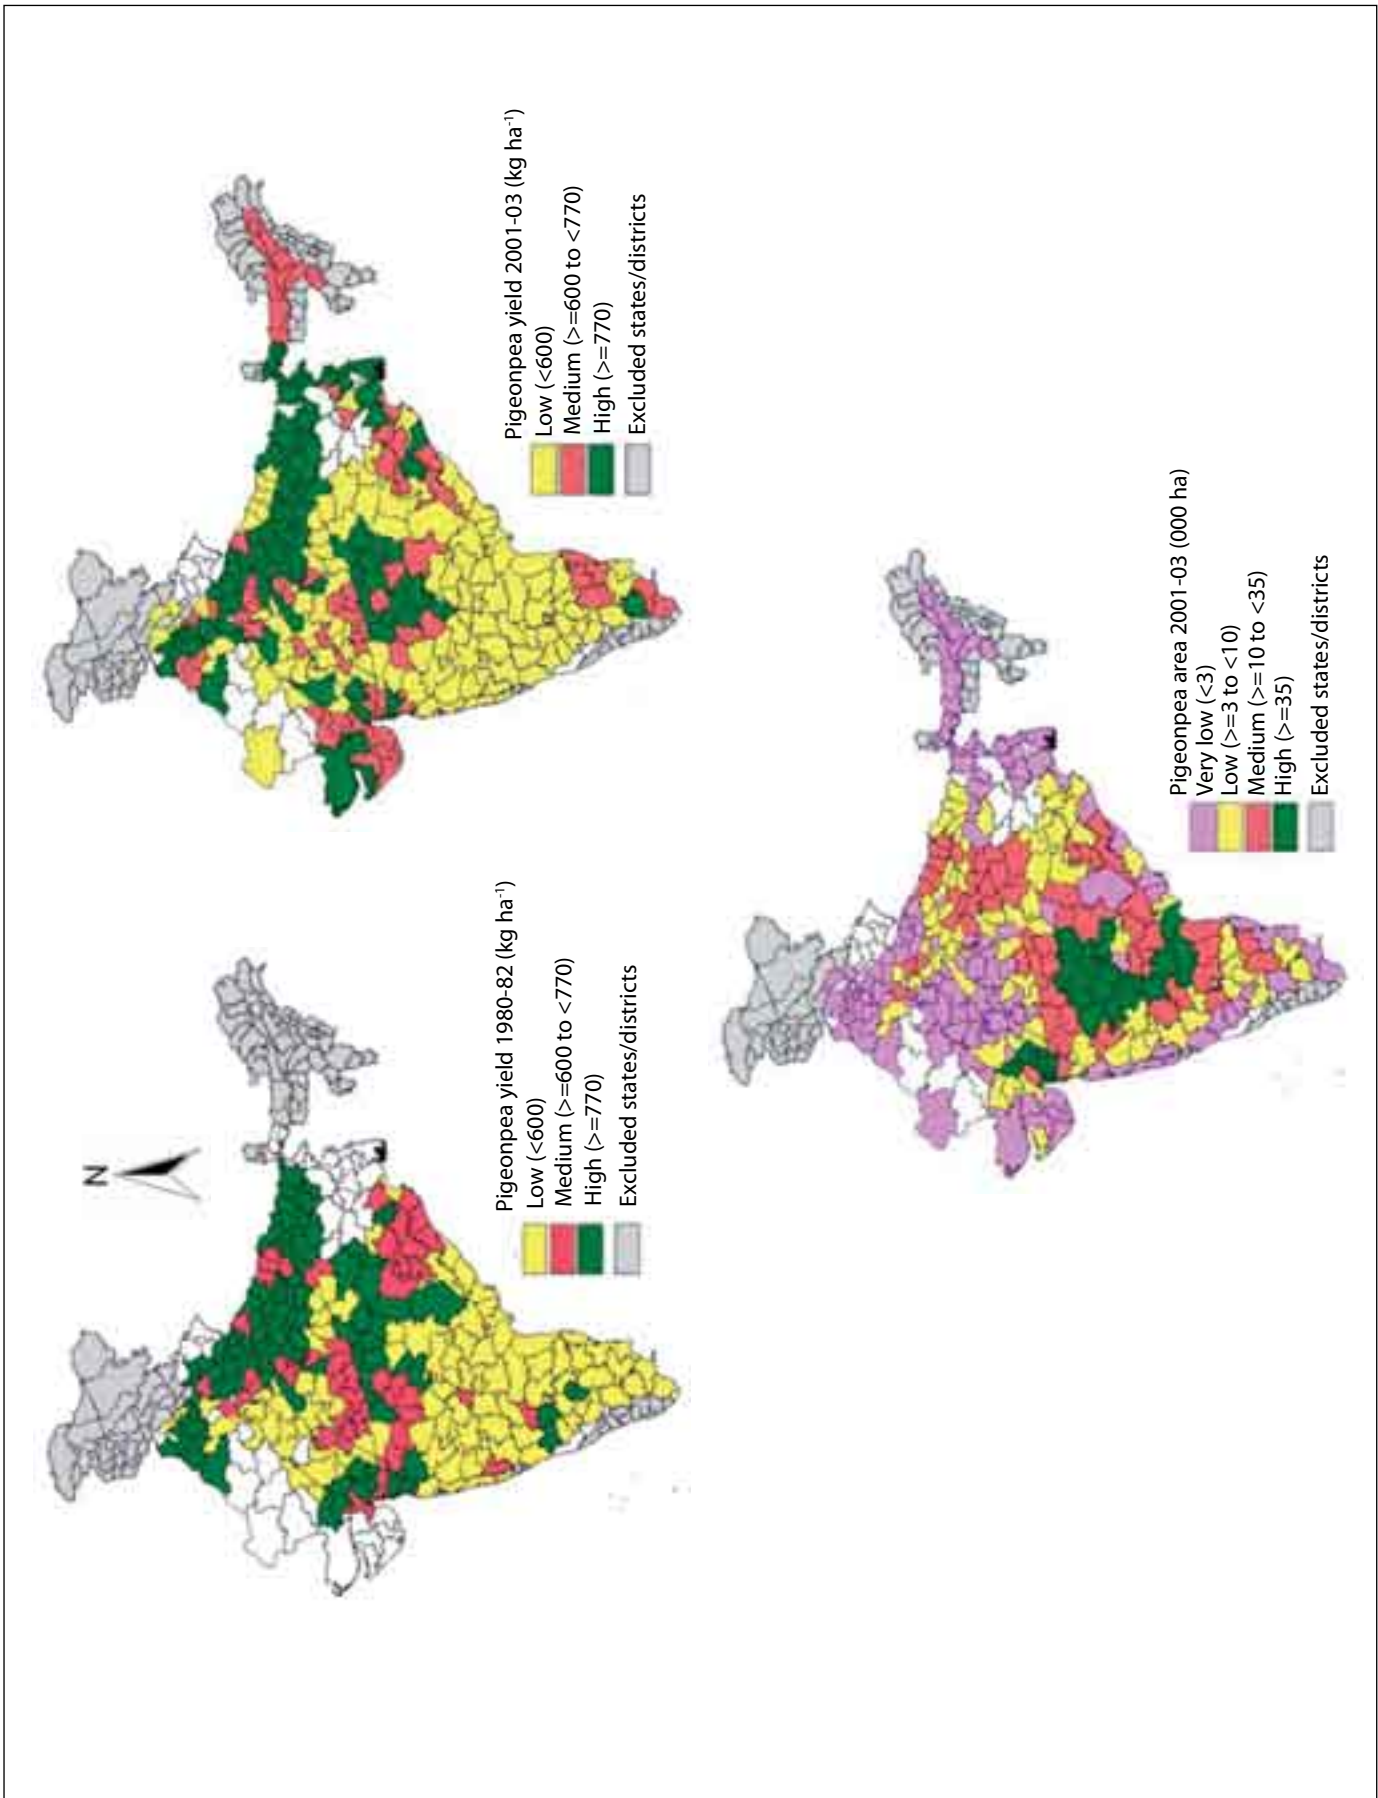 N
Pigeonpea yield 1980-82 (kg ha-1)
Low (<600)
Medium (>=600 to <770)
High (>=770)
Excluded states/districts
Pigeonpea yield 2001-03 (kg ha-1)
Low (<600)
Medium (>=600 to <770)
High (>=770)
Excluded states/districts
Pigeonpea area 2001-03 (000 ha)
Very low (<3)
Low (>=3 to <10)
Medium (>=10 to <35)
High (>=35)
Excluded states/districts